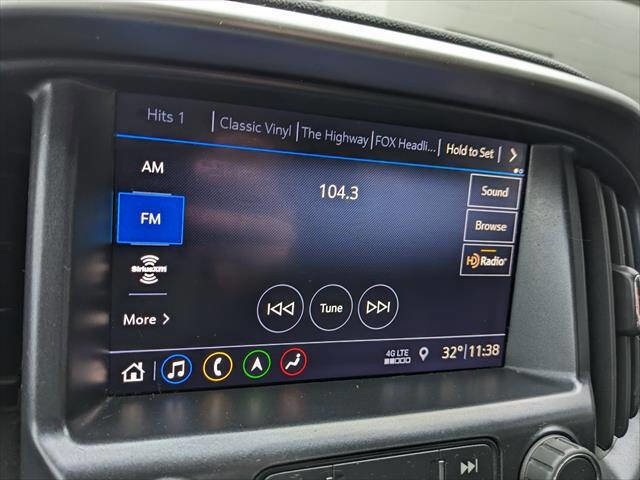 Hits 1 | Classic Vinyl | The Highway | FOX Headli... | Hold to Set | >
AM
104.3
Sound
FM
Browse
SiriusXM
HD Radio
Tune
More >
4G LTE
32° | 11:38